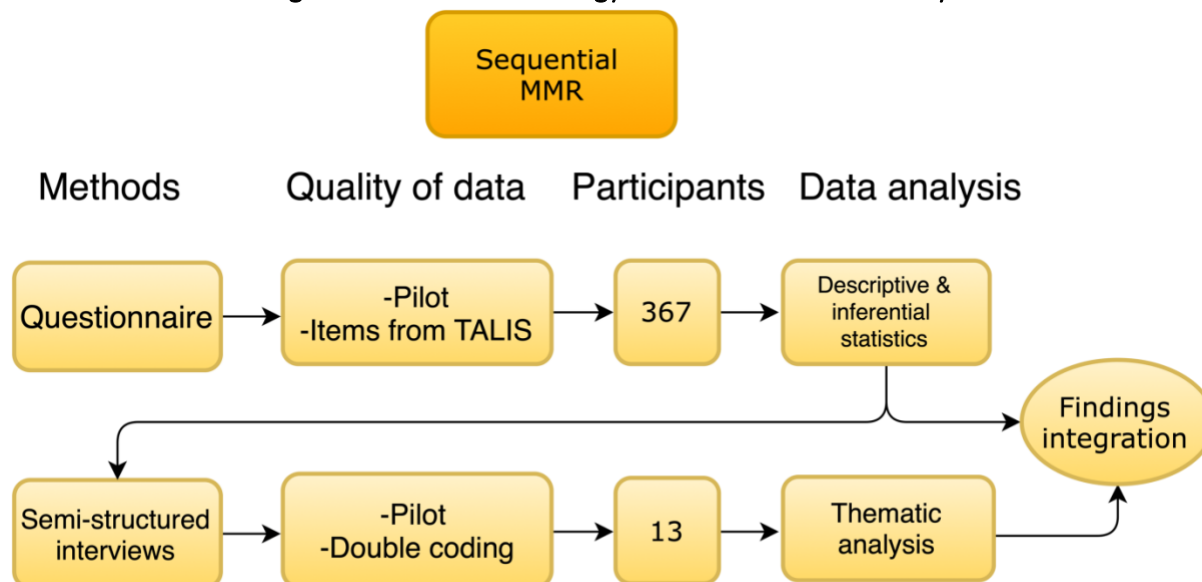 Sequential
MMR
Methods
Quality of data
Participants
Data analysis
Questionnaire
-Pilot
-Items from TALIS
367
Descriptive &
inferential
statistics
Findings
integration
Semi-structured
interviews
-Pilot
-Double coding
13
Thematic
analysis